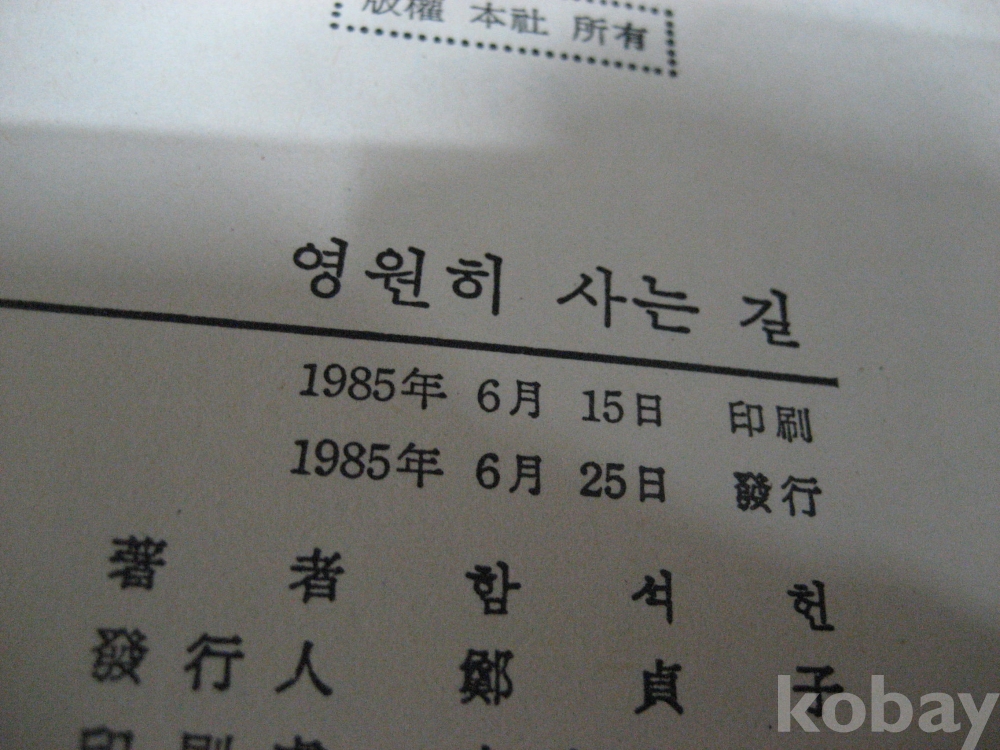 版權 本社 所有
영원히 사는 길
1985年 6月 15日 印刷
1985年 6月 25日 發行
著者 함석헌
發行人 鄭貞子
印刷
kobay